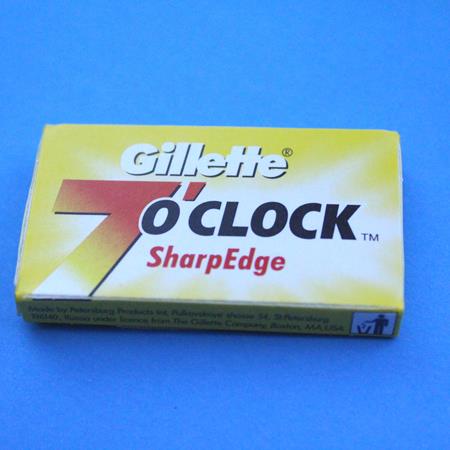 Gillette®
7 O'CLOCK™
SharpEdge
Made by Petersburg Products Int., Pulkovskoye shosse 54, St-Petersburg
196140, Russia under licence from The Gillette Company, Boston, MA, USA